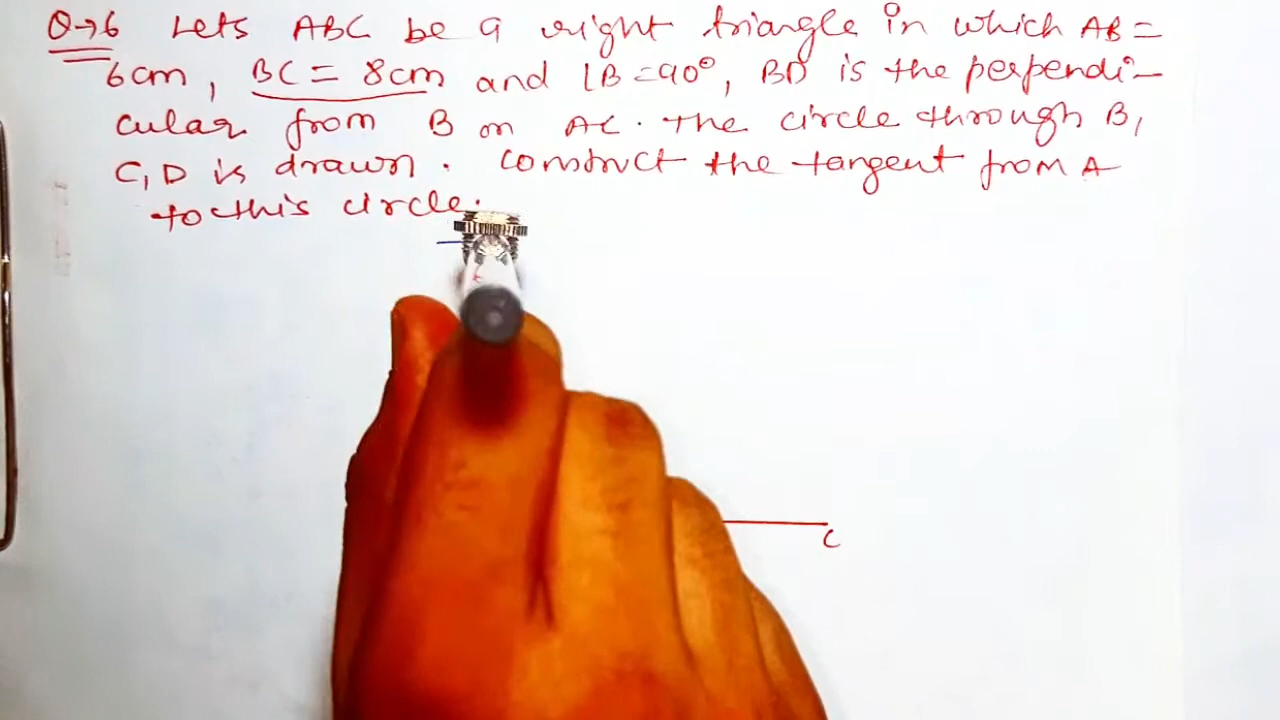 Q→6 Lets ABC be a right triangle in which AB =
6cm, BC = 8cm and ∠B = 90°, BD is the perpendi-
cular from B on AC. The circle through B,
C, D is drawn. Construct the tangent from A
to this circle.
C